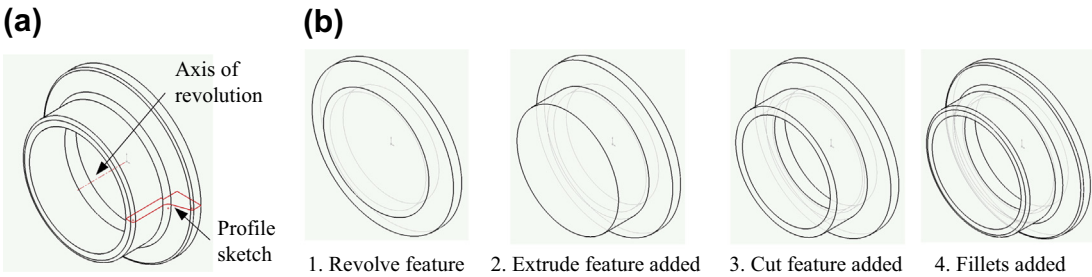 (a)
Axis of
revolution
Profile
sketch
(b)
1. Revolve feature
2. Extrude feature added
3. Cut feature added
4. Fillets added